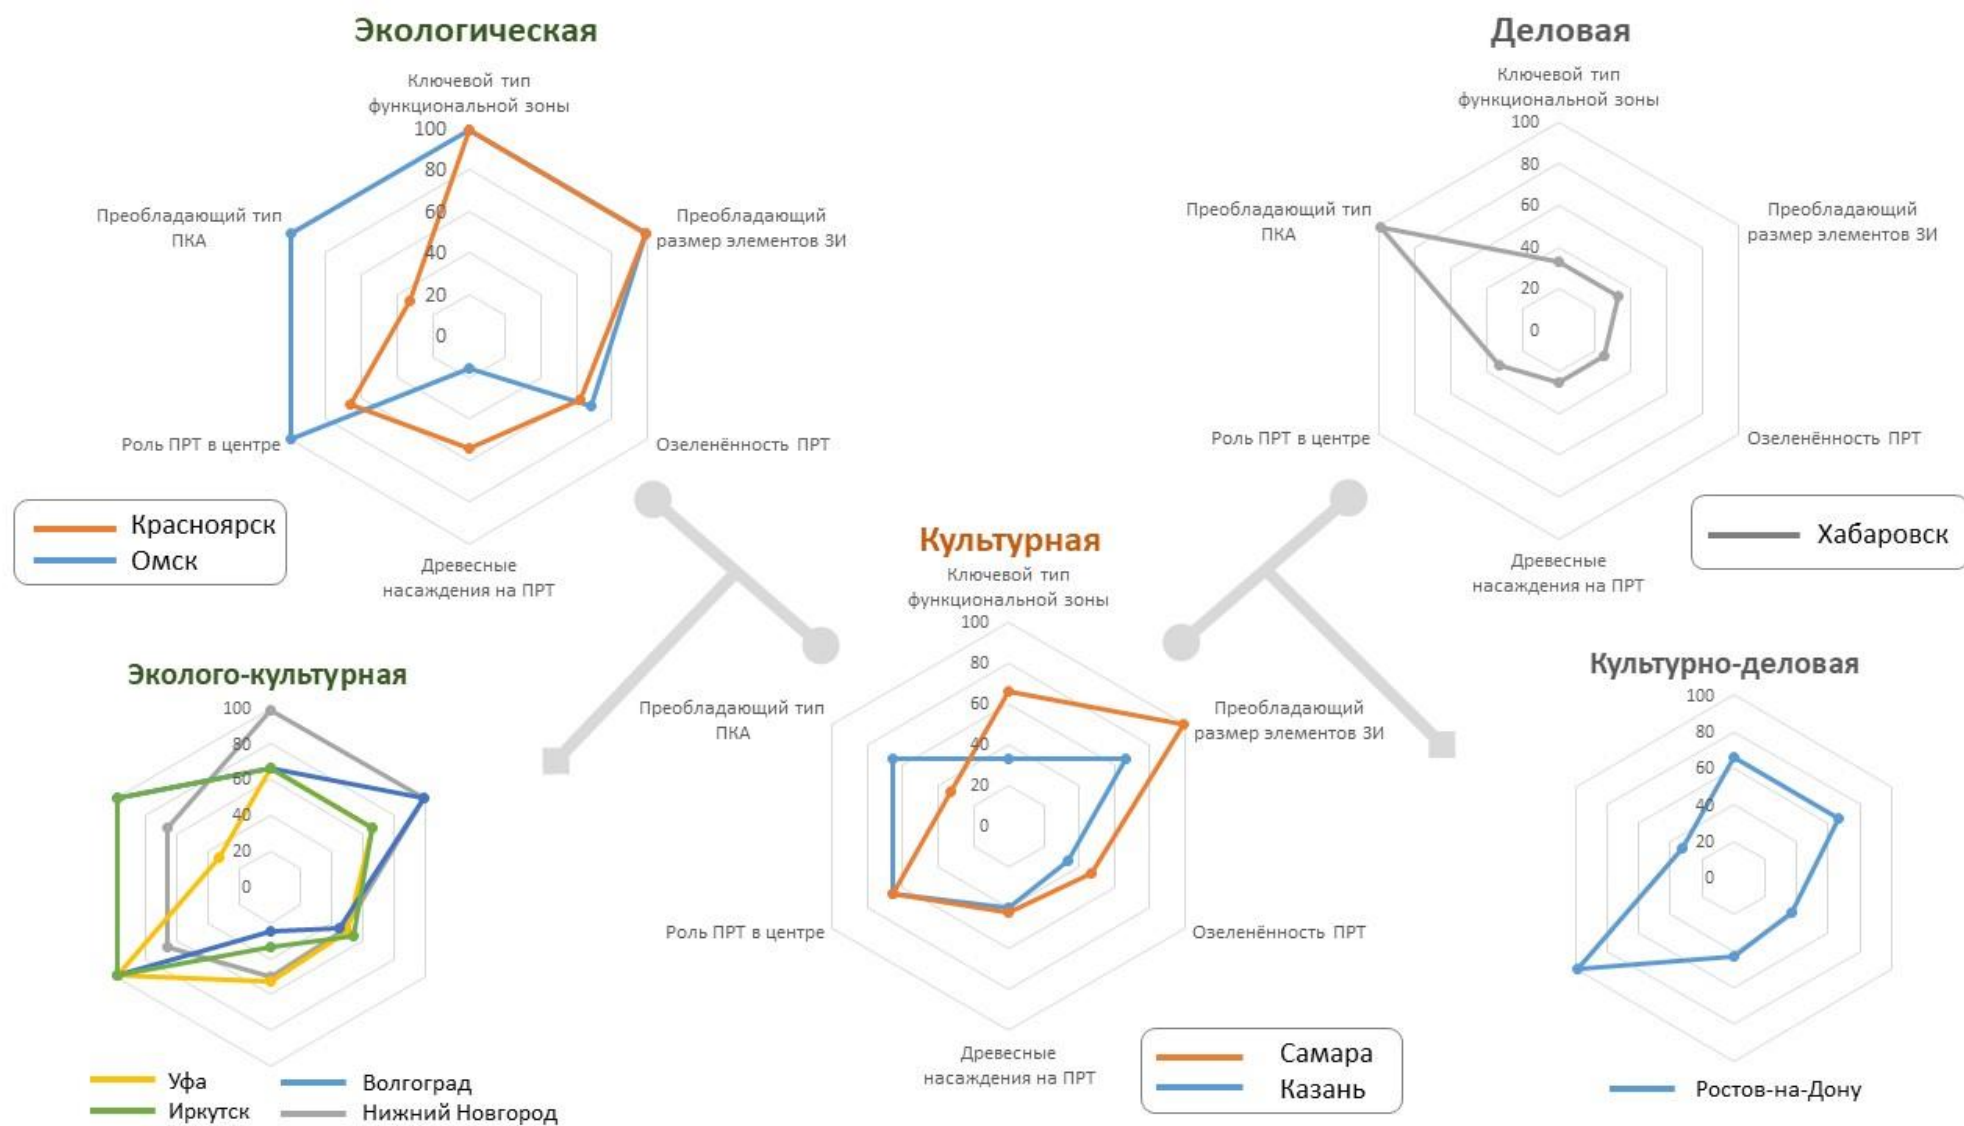 Экологическая
Ключевой тип
функциональной зоны
100
80
60
40
20
0
Преобладающий тип
ПКА
Преобладающий
размер элементов ЗИ
Роль ПРТ в центре
Озеленённость ПРТ
Древесные
насаждения на ПРТ
Красноярск
Омск
Деловая
Ключевой тип
функциональной зоны
100
80
60
40
20
0
Преобладающий тип
ПКА
Преобладающий
размер элементов ЗИ
Роль ПРТ в центре
Озеленённость ПРТ
Древесные
насаждения на ПРТ
Хабаровск
Культурная
Ключевой тип
функциональной зоны
100
80
60
40
20
0
Преобладающий тип
ПКА
Преобладающий
размер элементов ЗИ
Роль ПРТ в центре
Озеленённость ПРТ
Древесные
насаждения на ПРТ
Самара
Казань
Эколого-культурная
100
80
60
40
20
0
Уфа
Волгоград
Иркутск
Нижний Новгород
Культурно-деловая
100
80
60
40
20
0
Ростов-на-Дону